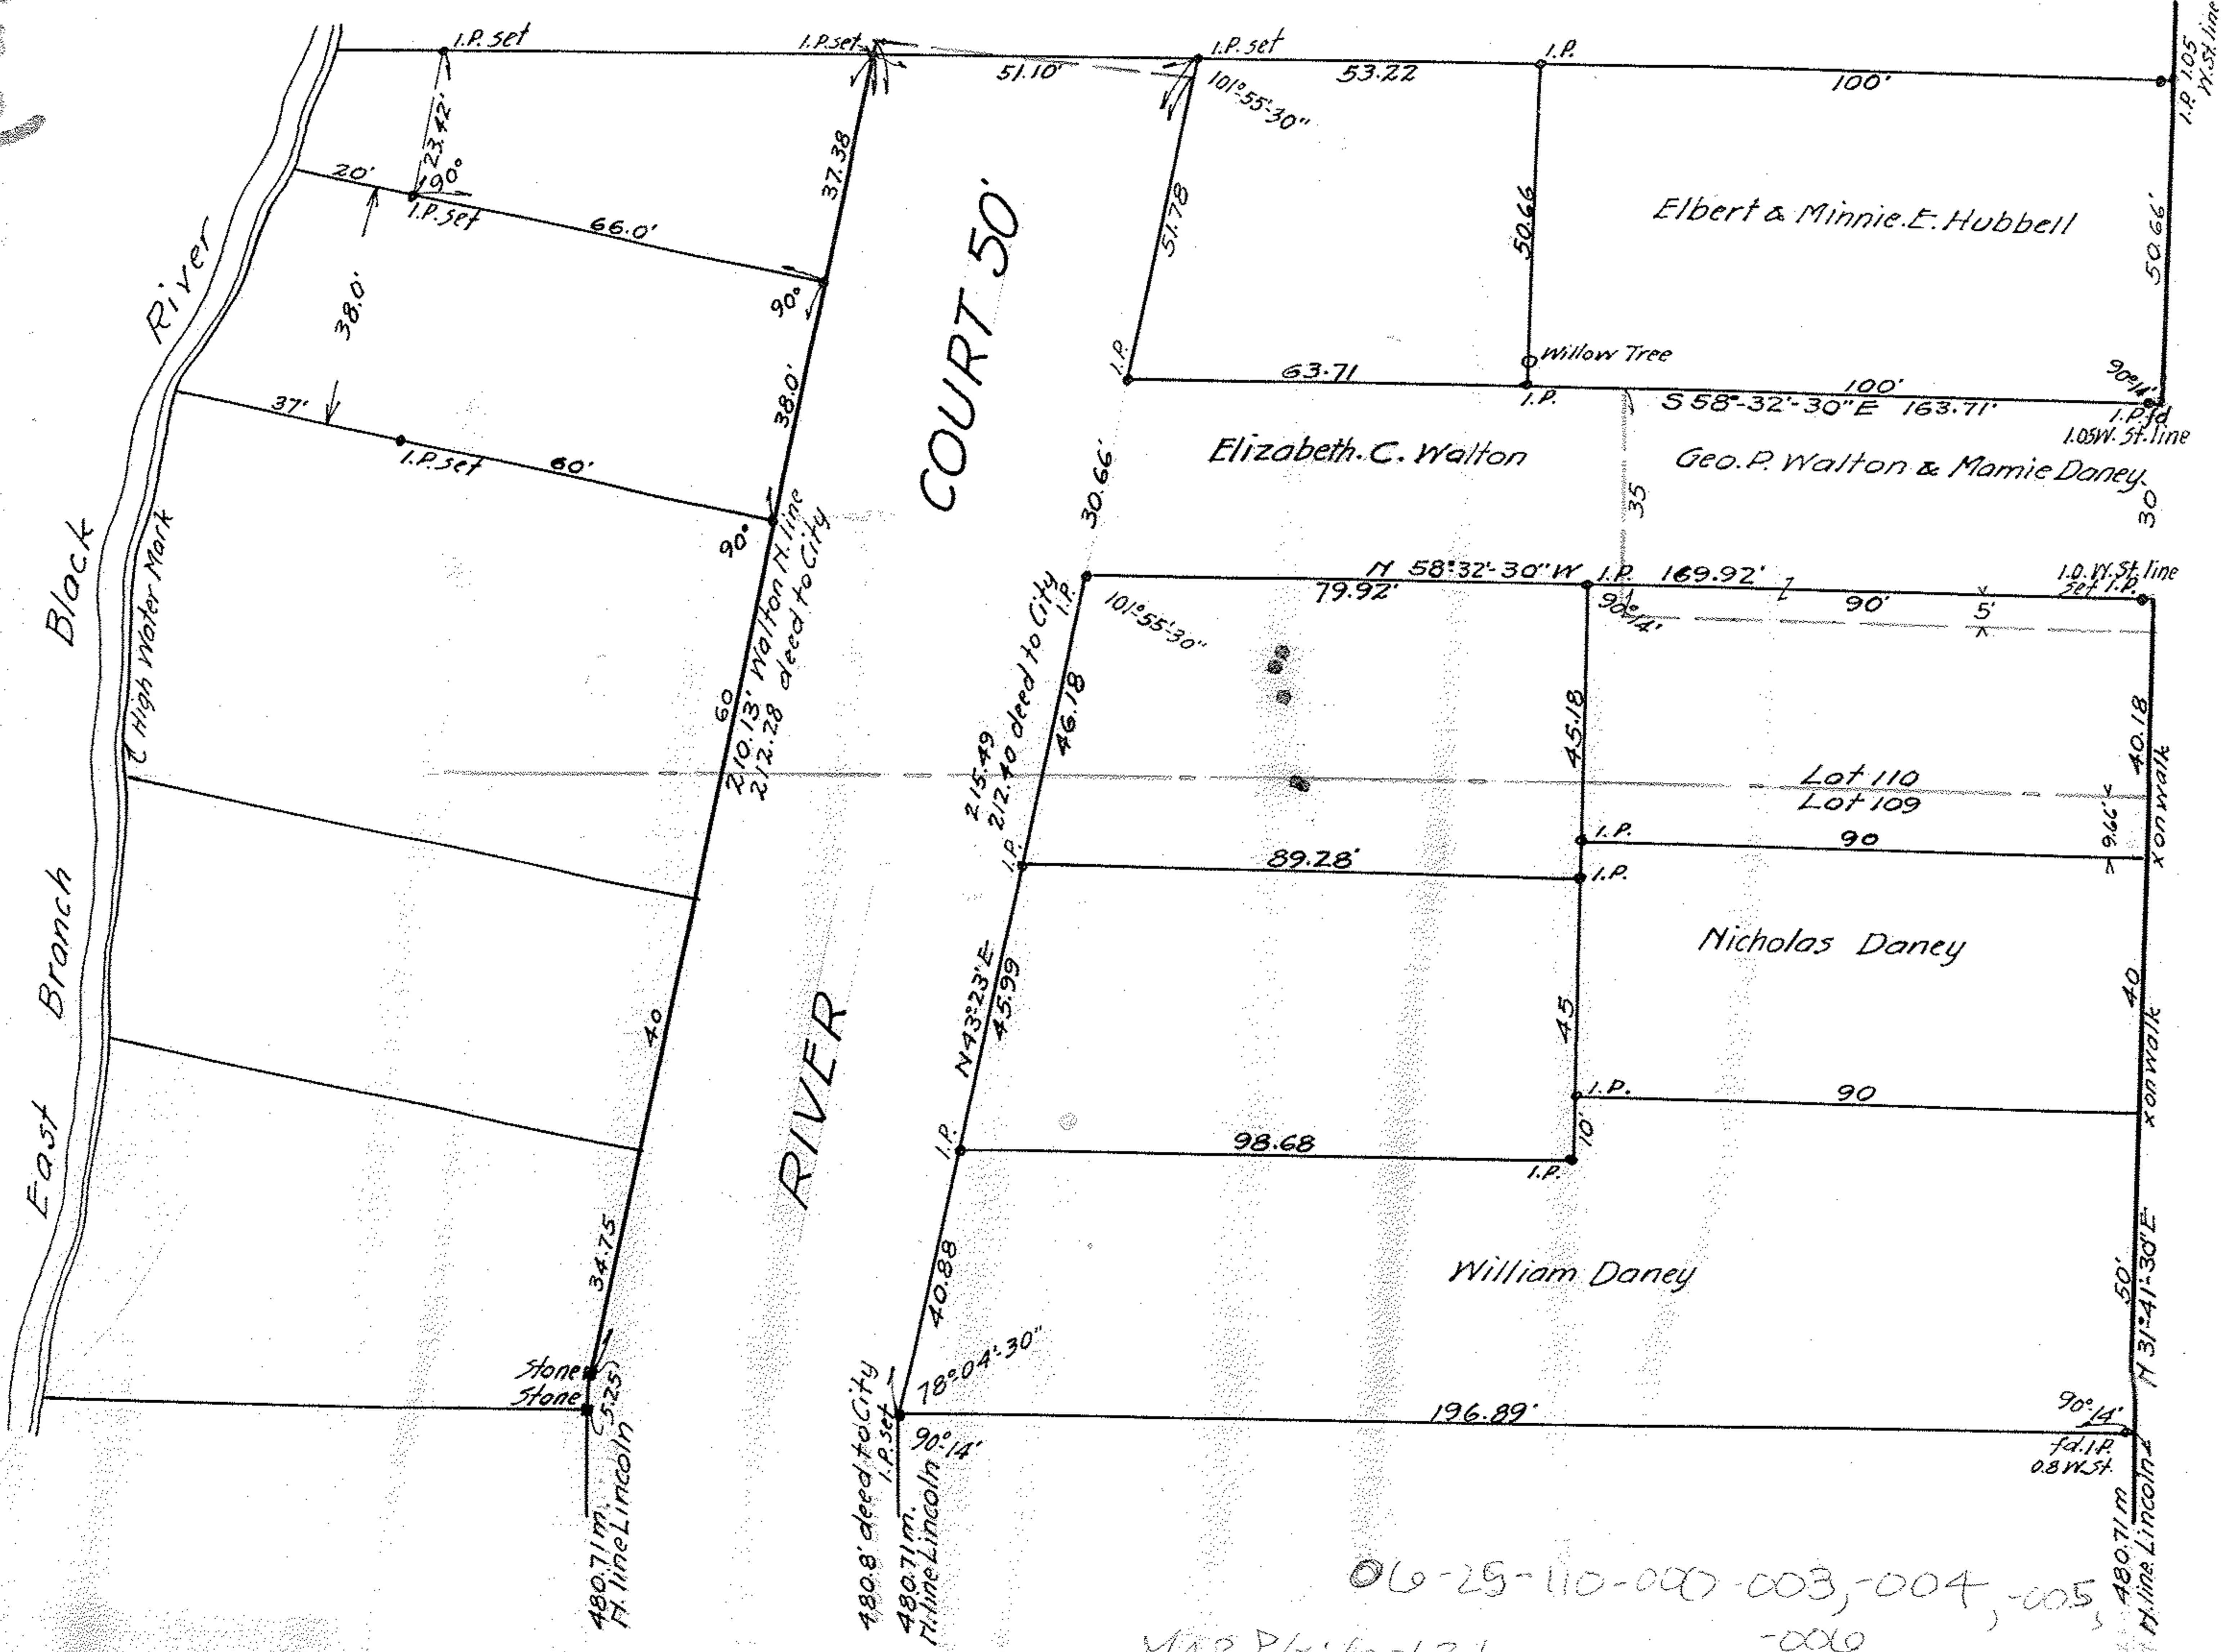 I.P. set
I.P. set
I.P. set
I.P.
I.P. 1.05
W. St. line
51.10'
101°-55'-30"
53.22
100'
23.42'
90°
20'
I.P. set
66.0'
37.38
51.78
50.66
Elbert & Minnie. E. Hubbell
50.66'
River
38.0'
90°
COURT 50'
I.P.
Willow Tree
90°14'
37'
I.P. set
60'
38.0'
63.71
I.P.
100'
S 58°-32'-30" E 163.71'
I.P. fd
1.05 W. St. line
Elizabeth. C. Walton
Geo. P. Walton & Mamie Daney
30
35
30.66'
90°
Black
High Water Mark
N 58°32'-30" W
I.P.
169.92'
1.0. W. St. line
set I.P.
79.92'
90'
5'
I.P.
101°55'-30"
90°-14'
60
210.13' Walton N. line
212.28 deed to City
215.49
212.40 deed to City
46.18
45.18
40.18
x on walk
Lot 110
Lot 109
9.66'
I.P.
89.28'
I.P.
I.P.
90
Branch
Nicholas Daney
N 43°23' E
45.99
45
40
40
x on walk
RIVER
I.P.
98.68
I.P.
I.P.
10'
90
East
34.75
40.88
William Daney
50'
N 31°-41'-30" E
Stone
Stone
5.25
78°-04'-30"
196.89'
90°-14'
fd. I.P.
0.8 W. St.
I.P. set
90°-14'
480.71 m.
N. line Lincoln
480.8' deed to City
480.71 m.
N. line Lincoln
480.71 m
N. line Lincoln
06-25-110-000-003, -004, -005,
-006